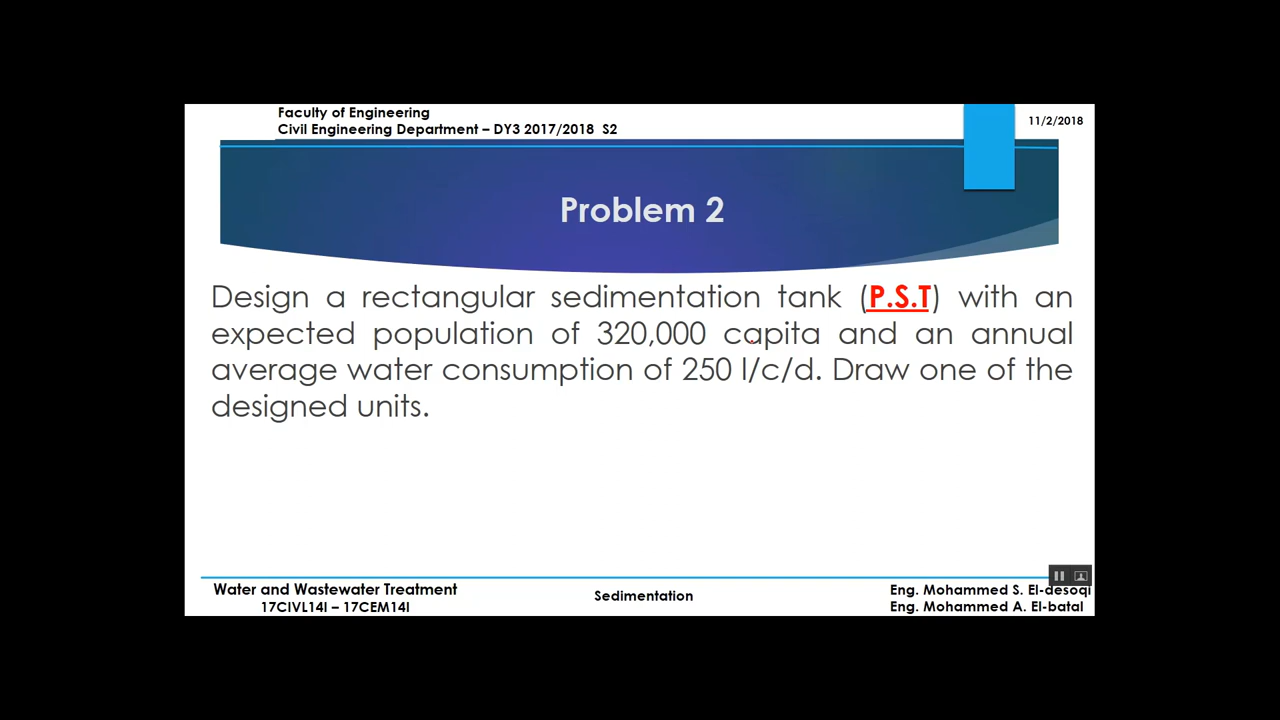 Faculty of Engineering
Civil Engineering Department – DY3 2017/2018 S2
11/2/2018
Problem 2
Design a rectangular sedimentation tank (P.S.T) with an
expected population of 320,000 capita and an annual
average water consumption of 250 l/c/d. Draw one of the
designed units.
Water and Wastewater Treatment
17CIVL14I – 17CEM14I
Sedimentation
Eng. Mohammed S. El-desoqi
Eng. Mohammed A. El-batal